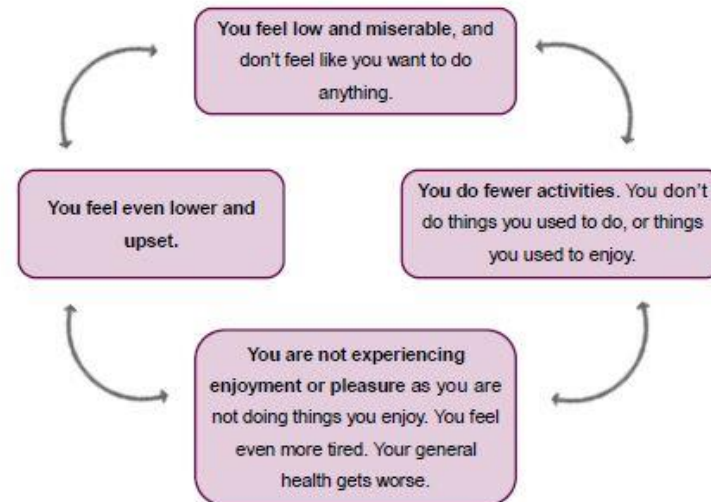 You feel low and miserable, and
don't feel like you want to do
anything.
You do fewer activities. You don't
do things you used to do, or things
you used to enjoy.
You are not experiencing
enjoyment or pleasure as you are
not doing things you enjoy. You feel
even more tired. Your general
health gets worse.
You feel even lower and
upset.